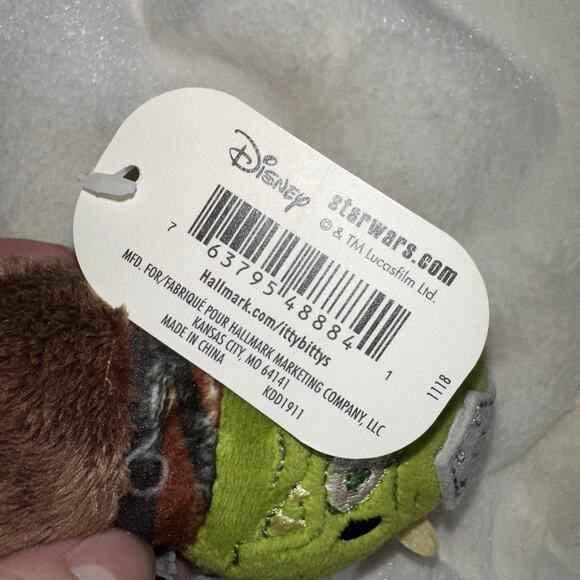 Disney
starwars.com
© & TM Lucasfilm Ltd.
7 63795 48884 1
Hallmark.com/ittybittys
MFD. FOR/FABRIQUÉ POUR HALLMARK MARKETING COMPANY, LLC
KANSAS CITY, MO 64141
MADE IN CHINA
KDD1911
1118